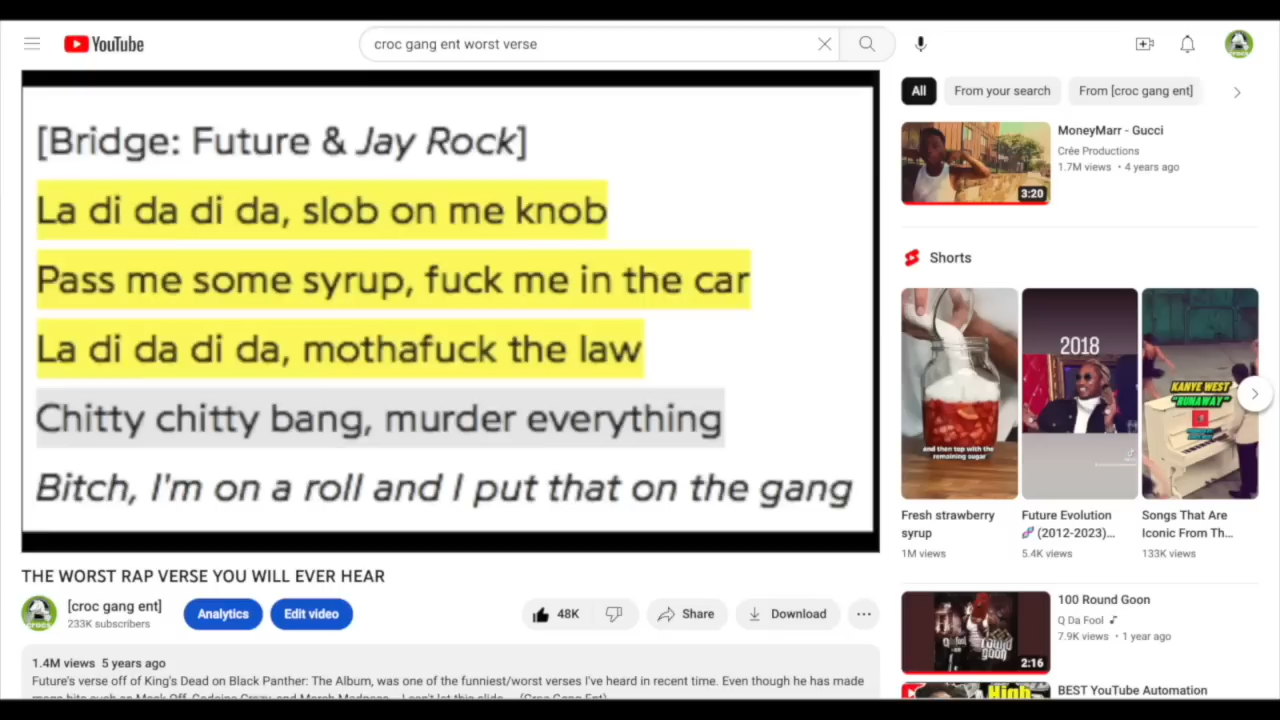 YouTube
croc gang ent worst verse
[Bridge: Future & Jay Rock]
La di da di da, slob on me knob
Pass me some syrup, fuck me in the car
La di da di da, mothafuck the law
Chitty chitty bang, murder everything
Bitch, I'm on a roll and I put that on the gang
THE WORST RAP VERSE YOU WILL EVER HEAR
[croc gang ent]
233K subscribers
Analytics
Edit video
48K
Share
Download
1.4M views 5 years ago
Future's verse off of King's Dead on Black Panther: The Album, was one of the funniest/worst verses I've heard in recent time. Even though he has made
All
From your search
From [croc gang ent]
3:20
MoneyMarr - Gucci
Crée Productions
1.7M views • 4 years ago
Shorts
and then top with the
remaining sugar
Fresh strawberry
syrup
1M views
2018
Future Evolution
🧬 (2012-2023)...
5.4K views
KANYE WEST
"RUNAWAY"
Songs That Are
Iconic From Th...
133K views
2:16
100 Round Goon
Q Da Fool
7.9K views • 1 year ago
High
BEST YouTube Automation